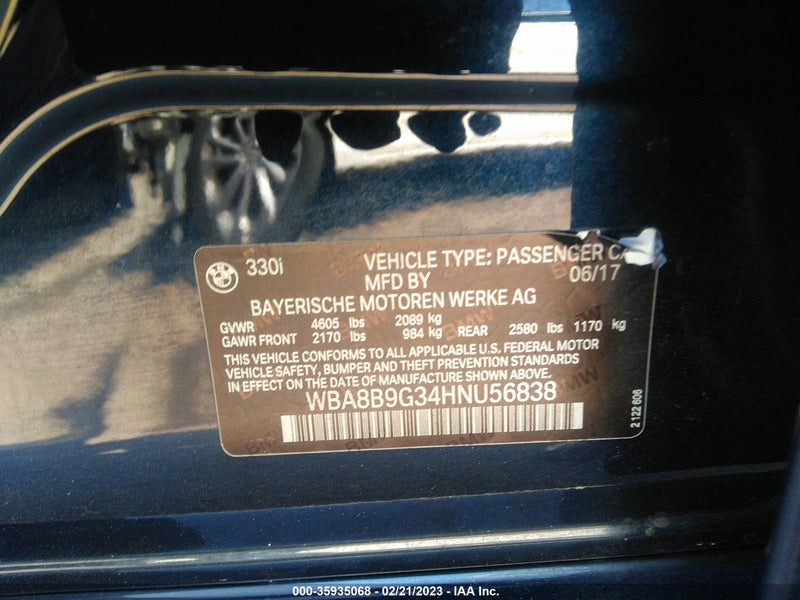 330i VEHICLE TYPE: PASSENGER
MFD BY 06/17
BAYERISCHE MOTOREN WERKE AG
GVWR 4605 lbs 2089 kg
GAWR FRONT 2170 lbs 984 kg REAR 2580 lbs 1170 kg
THIS VEHICLE CONFORMS TO ALL APPLICABLE U.S. FEDERAL MOTOR
VEHICLE SAFETY, BUMPER AND THEFT PREVENTION STANDARDS
IN EFFECT ON THE DATE OF MANUFACTURE SHOWN ABOVE.
WBA8B9G34HNU56838
2 122 606
000-35935068 - 02/21/2023 - IAA Inc.